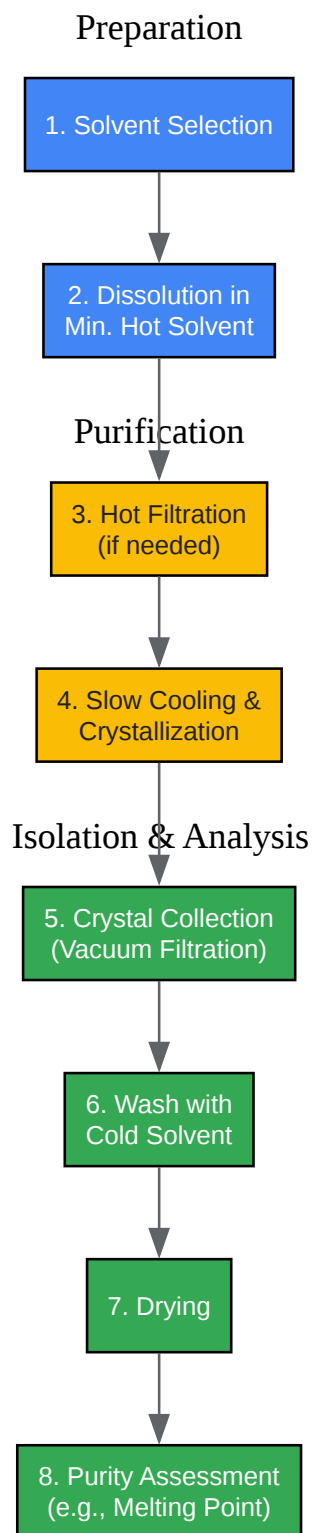 Preparation
1. Solvent Selection
2. Dissolution in
Min. Hot Solvent
Purification
3. Hot Filtration
(if needed)
4. Slow Cooling &
Crystallization
Isolation & Analysis
5. Crystal Collection
(Vacuum Filtration)
6. Wash with
Cold Solvent
7. Drying
8. Purity Assessment
(e.g., Melting Point)